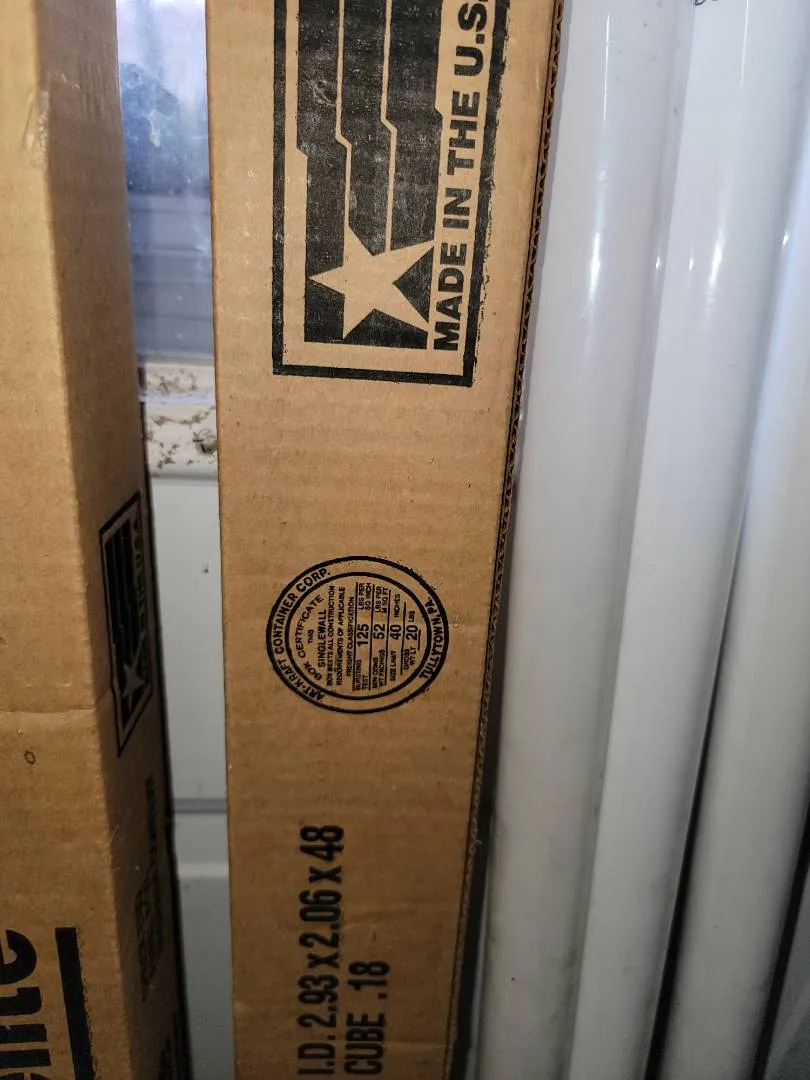 MADE IN THE U.S.
ART-KRAFT CONTAINER CORP.
BOX CERTIFICATE
THIS
SINGLEWALL
BOX MEETS ALL CONSTRUCTION
REQUIREMENTS OF APPLICABLE
FREIGHT CLASSIFICATION
BURSTING TEST 125 LBS PER SQ INCH
MIN COMB WT FACINGS 52 LBS PER M SQ FT
SIZE LIMIT 40 INCHES
GROSS WT LT 20 LBS
TULLYTOWN, PA.
I.D. 2.93 x 2.06 x 48
CUBE .18